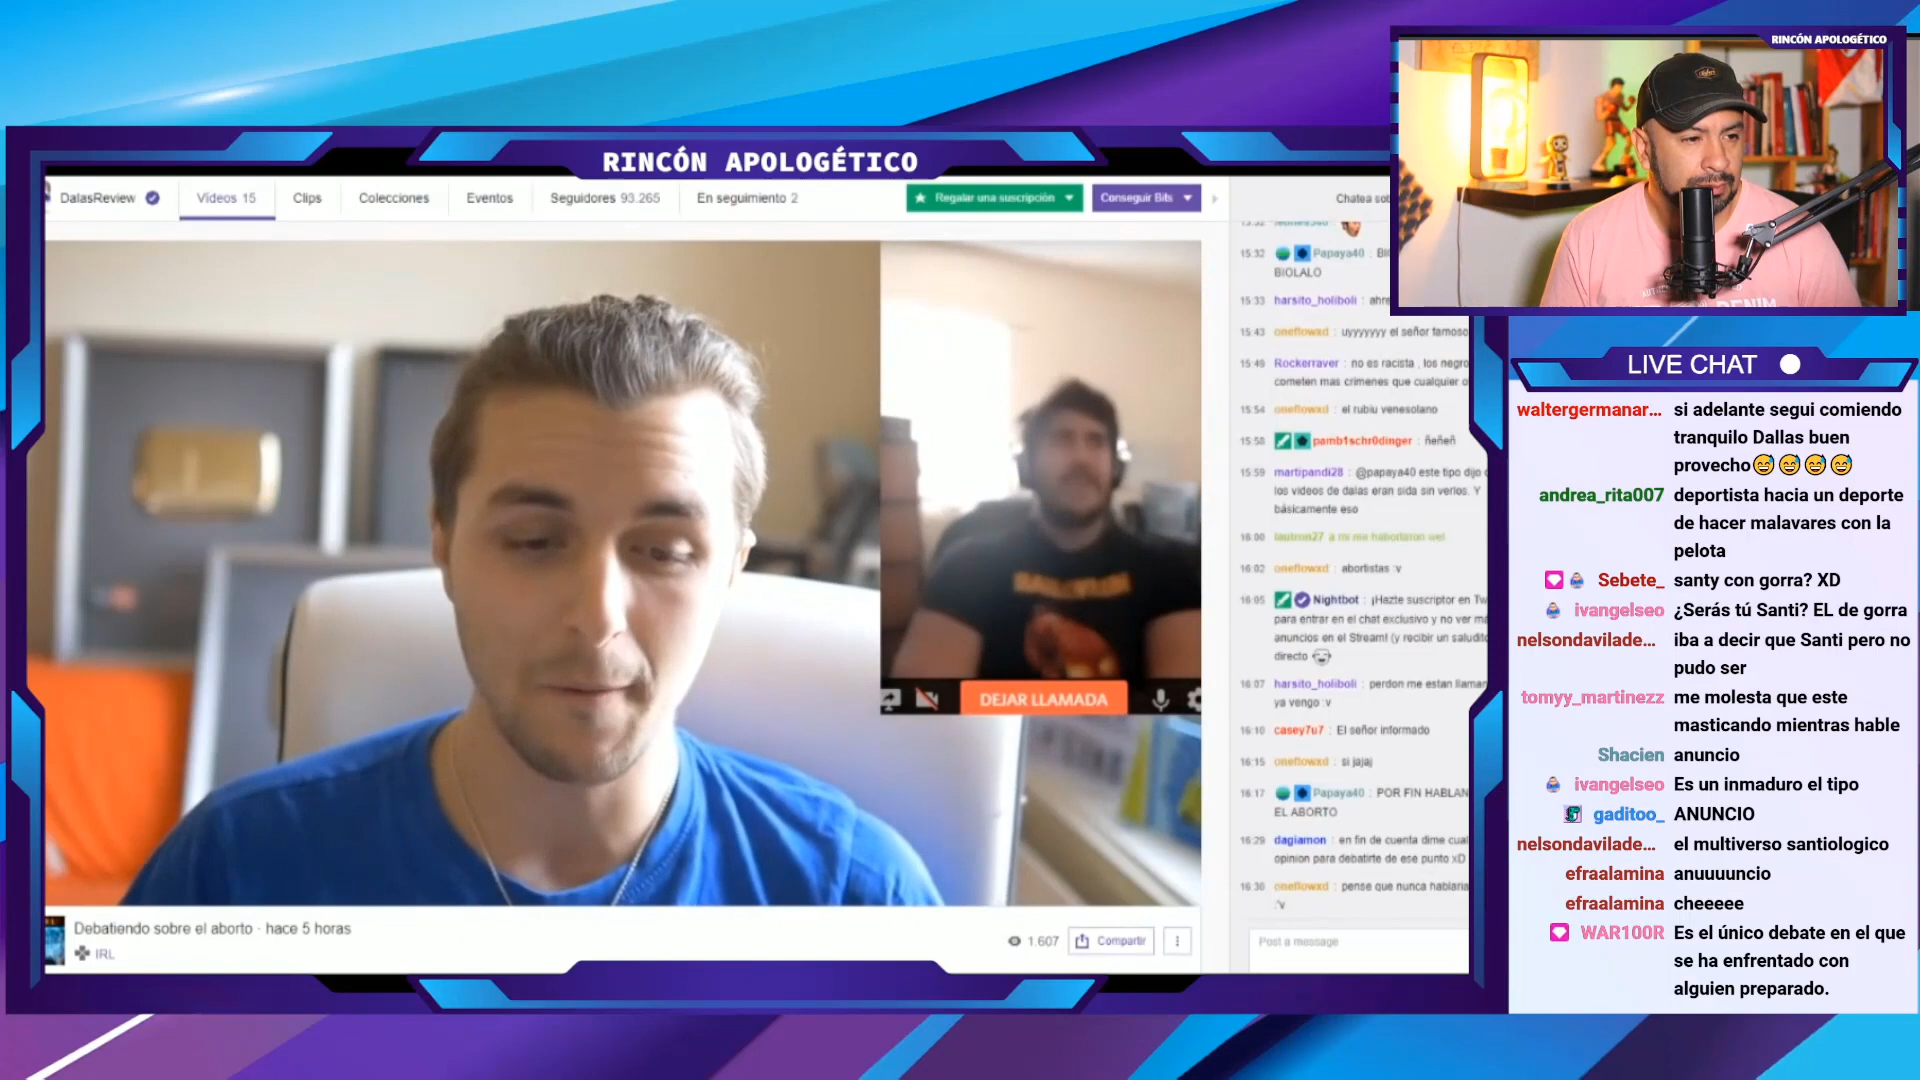 RINCÓN APOLOGÉTICO
RINCÓN APOLOGÉTICO
DalasReview
Vídeos 15
Clips
Colecciones
Eventos
Seguidores 93.265
En seguimiento 2
Regalar una suscripción
Conseguir Bits
DEJAR LLAMADA
Debatiendo sobre el aborto · hace 5 horas
IRL
1.607
Compartir
15:32 Papaya40 :
BIOLALO
15:33 harsito_holiboli :
15:43 oneflowxd : uyyyyyyy el señor famoso
15:49 Rockerraver : no es racista , los negro
cometen mas crimenes que cualquier o
15:54 oneflowxd : el rubiu venesolano
15:58 pamb1schr0dinger : ñeñeñ
15:59 martipandi28 : @papaya40 este tipo dijo
los videos de dalas eran sida sin verlos. Y
básicamente eso
16:00 lautron27
16:02 oneflowxd : abortistas :v
16:05 Nightbot : ¡Hazte suscriptor en Tw
para entrar en el chat exclusivo y no ver m
anuncios en el Stream! (y recibir un saludit
directo
16:07 harsito_holiboli : perdon me estan llamar
ya vengo :v
16:10 casey7u7 : El señor informado
16:15 oneflowxd : si jajaj
16:17 Papaya40 : POR FIN HABLAN
EL ABORTO
16:29 dagiamon : en fin de cuenta dime cual
opinion para debatirte de ese punto xD
16:30 oneflowxd : pense que nunca hablaria
:'v
Post a message
LIVE CHAT
waltergermanar... si adelante segui comiendo
tranquilo Dallas buen
provecho😅😅😅😅
andrea_rita007 deportista hacia un deporte
de hacer malavares con la
pelota
Sebete_ santy con gorra? XD
ivangelseo ¿Serás tú Santi? EL de gorra
nelsondavilade... iba a decir que Santi pero no
pudo ser
tomyy_martinezz me molesta que este
masticando mientras hable
Shacien anuncio
ivangelseo Es un inmaduro el tipo
gaditoo_ ANUNCIO
nelsondavilade... el multiverso santiologico
efraalamina anuuuuncio
efraalamina cheeeee
WAR100R Es el único debate en el que
se ha enfrentado con
alguien preparado.